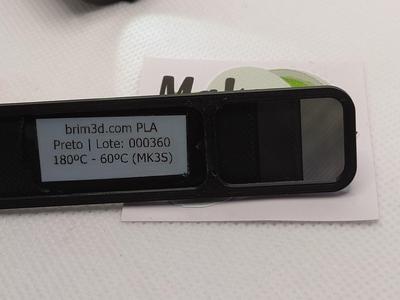 brim3d.com PLA
Preto | Lote: 000360
180ºC - 60ºC (MK3S)